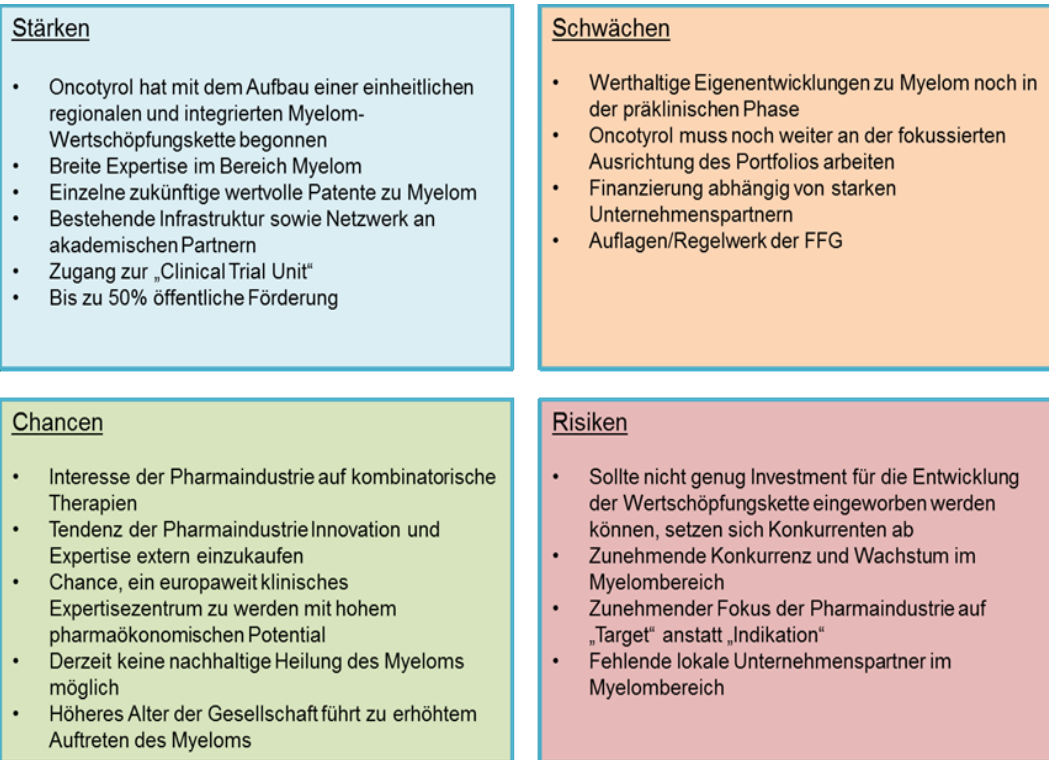 Stärken
• Oncotyrol hat mit dem Aufbau einer einheitlichen
regionalen und integrierten Myelom-
Wertschöpfungskette begonnen
• Breite Expertise im Bereich Myelom
• Einzelne zukünftige wertvolle Patente zu Myelom
• Bestehende Infrastruktur sowie Netzwerk an
akademischen Partnern
• Zugang zur „Clinical Trial Unit“
• Bis zu 50% öffentliche Förderung
Schwächen
• Werthaltige Eigenentwicklungen zu Myelom noch in
der präklinischen Phase
• Oncotyrol muss noch weiter an der fokussierten
Ausrichtung des Portfolios arbeiten
• Finanzierung abhängig von starken
Unternehmenspartnern
• Auflagen/Regelwerk der FFG
Chancen
• Interesse der Pharmaindustrie auf kombinatorische
Therapien
• Tendenz der Pharmaindustrie Innovation und
Expertise extern einzukaufen
• Chance, ein europaweit klinisches
Expertisezentrum zu werden mit hohem
pharmaökonomischen Potential
• Derzeit keine nachhaltige Heilung des Myeloms
möglich
• Höheres Alter der Gesellschaft führt zu erhöhtem
Auftreten des Myeloms
Risiken
• Sollte nicht genug Investment für die Entwicklung
der Wertschöpfungskette eingeworben werden
können, setzen sich Konkurrenten ab
• Zunehmende Konkurrenz und Wachstum im
Myelombereich
• Zunehmender Fokus der Pharmaindustrie auf
„Target“ anstatt „Indikation“
• Fehlende lokale Unternehmenspartner im
Myelombereich